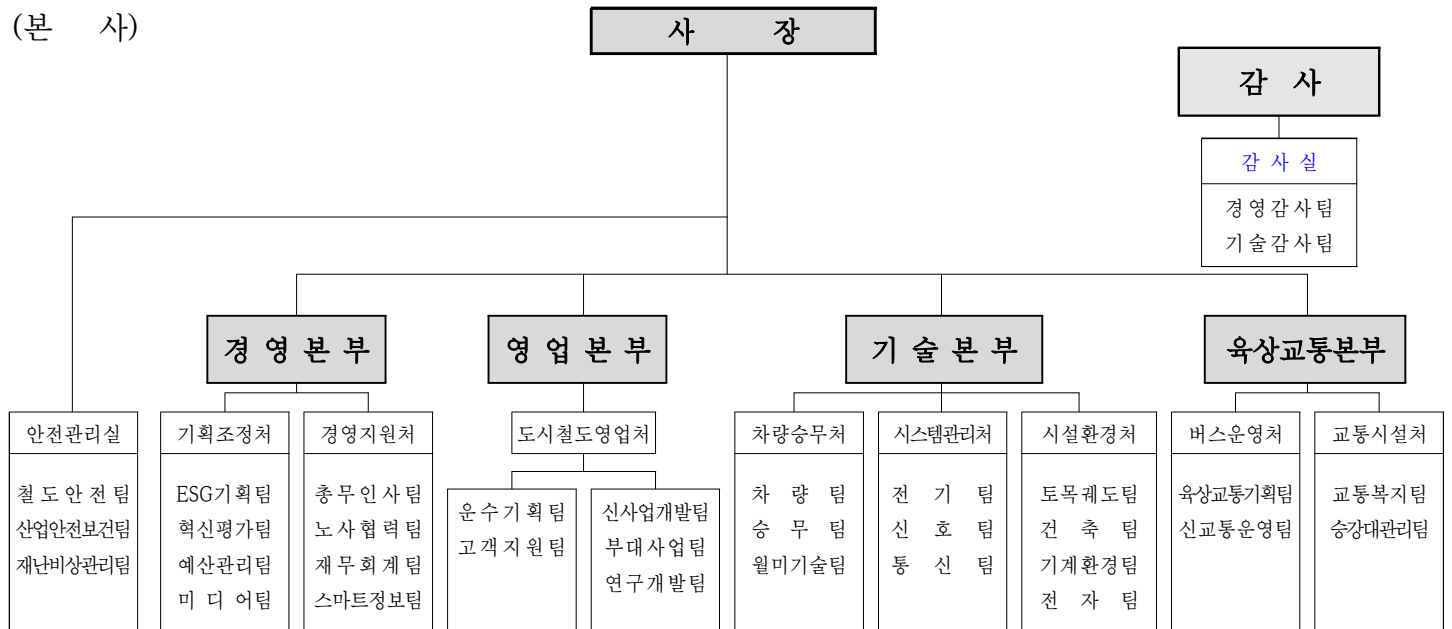 (본 사)
사 장
감 사
감 사 실
경영감사팀
기술감사팀
경 영 본 부
영 업 본 부
기 술 본 부
육상교통본부
안전관리실
철도안전팀
산업안전보건팀
재난비상관리팀
기획조정처
ESG기획팀
혁신평가팀
예산관리팀
미 디 어팀
경영지원처
총무인사팀
노사협력팀
재무회계팀
스마트정보팀
도시철도영업처
운수기획팀
고객지원팀
신사업개발팀
부대사업팀
연구개발팀
차량승무처
차 량 팀
승 무 팀
월미기술팀
시스템관리처
전 기 팀
신 호 팀
통 신 팀
시설환경처
토목궤도팀
건 축 팀
기계환경팀
전 자 팀
버스운영처
육상교통기획팀
신교통운영팀
교통시설처
교통복지팀
승강대관리팀